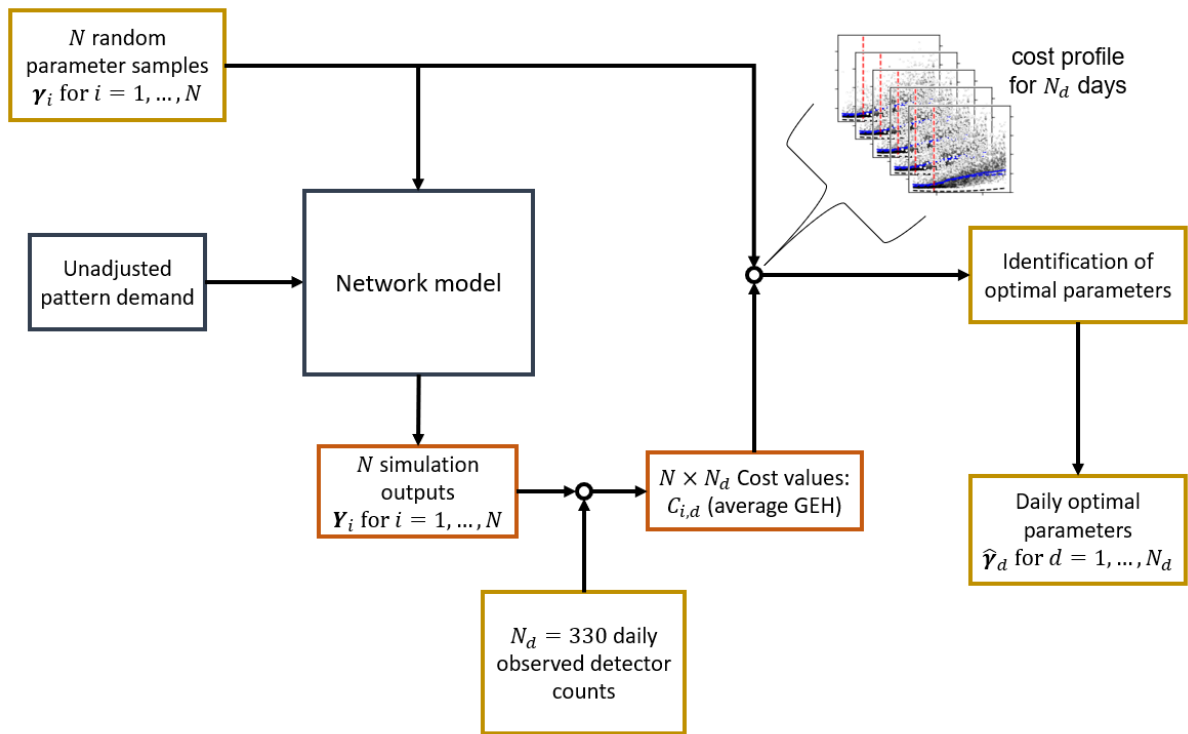 N random
parameter samples
γ_i for i = 1, … , N
cost profile
for N_d days
Unadjusted
pattern demand
Network model
Identification of
optimal parameters
N simulation
outputs
Y_i for i = 1, … , N
N × N_d Cost values:
C_{i,d} (average GEH)
Daily optimal
parameters
γ̂_d for d = 1, … , N_d
N_d = 330 daily
observed detector
counts